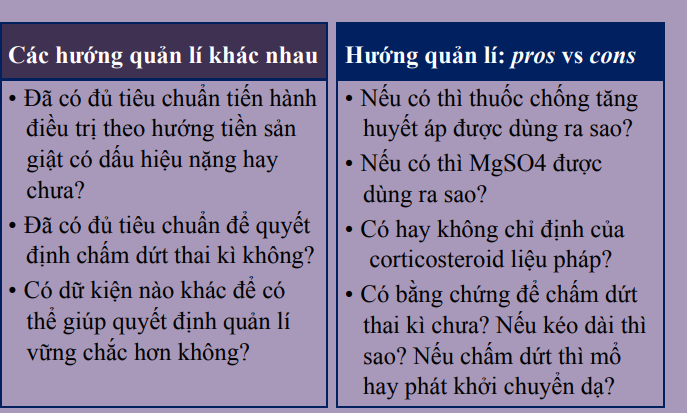 Các hướng quản lí khác nhau
• Đã có đủ tiêu chuẩn tiến hành
điều trị theo hướng tiền sản
giật có dấu hiệu nặng hay
chưa?
• Đã có đủ tiêu chuẩn để quyết
định chấm dứt thai kì không?
• Có dữ kiện nào khác để có
thể giúp quyết định quản lí
vững chắc hơn không?
Hướng quản lí: pros vs cons
• Nếu có thì thuốc chống tăng
huyết áp được dùng ra sao?
• Nếu có thì MgSO4 được
dùng ra sao?
• Có hay không chỉ định của
corticosteroid liệu pháp?
• Có bằng chứng để chấm dứt
thai kì chưa? Nếu kéo dài thì
sao? Nếu chấm dứt thì mổ
hay phát khởi chuyển dạ?